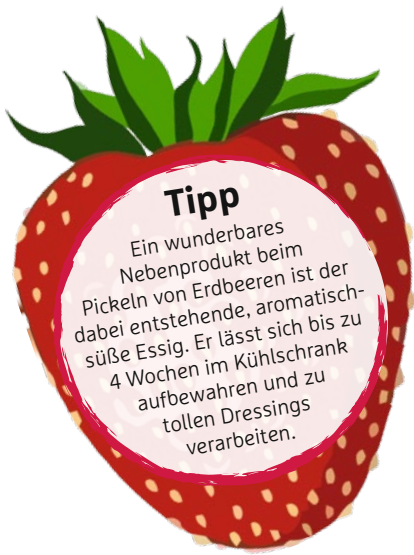 Tipp
Ein wunderbares
Nebenprodukt beim
Pickeln von Erdbeeren ist der
dabei entstehende, aromatisch-
süße Essig. Er lässt sich bis zu
4 Wochen im Kühlschrank
aufbewahren und zu
tollen Dressings
verarbeiten.